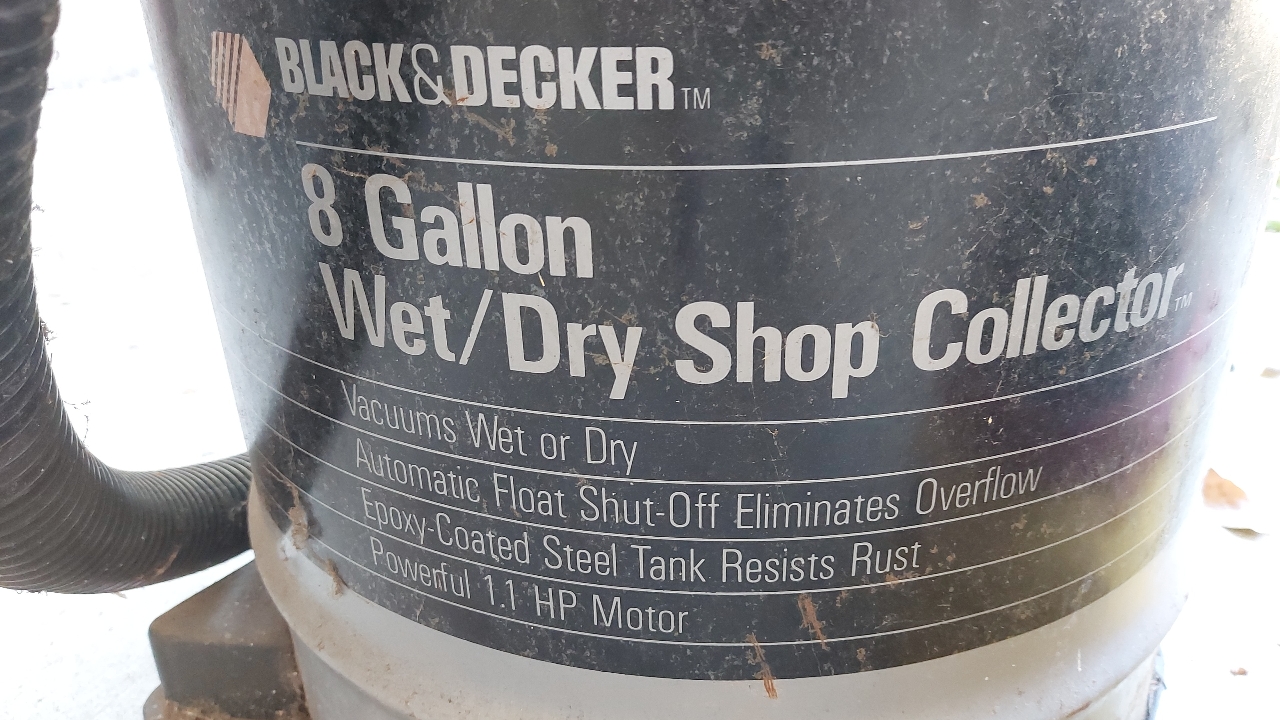 BLACK&DECKER™
8 Gallon
Wet/Dry Shop Collector™
Vacuums Wet or Dry
Automatic Float Shut-Off Eliminates Overflow
Epoxy-Coated Steel Tank Resists Rust
Powerful 1.1 HP Motor